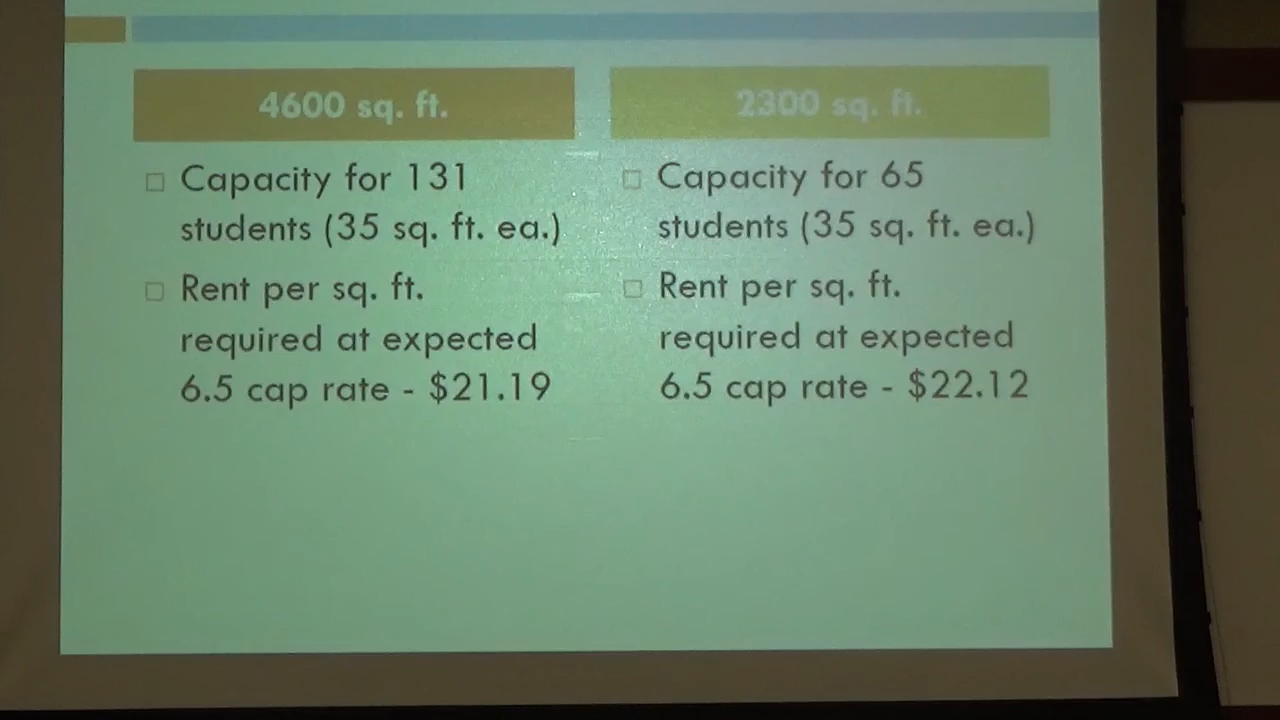 4600 sq. ft.
Capacity for 131
students (35 sq. ft. ea.)
Rent per sq. ft.
required at expected
6.5 cap rate - $21.19
2300 sq. ft.
Capacity for 65
students (35 sq. ft. ea.)
Rent per sq. ft.
required at expected
6.5 cap rate - $22.12